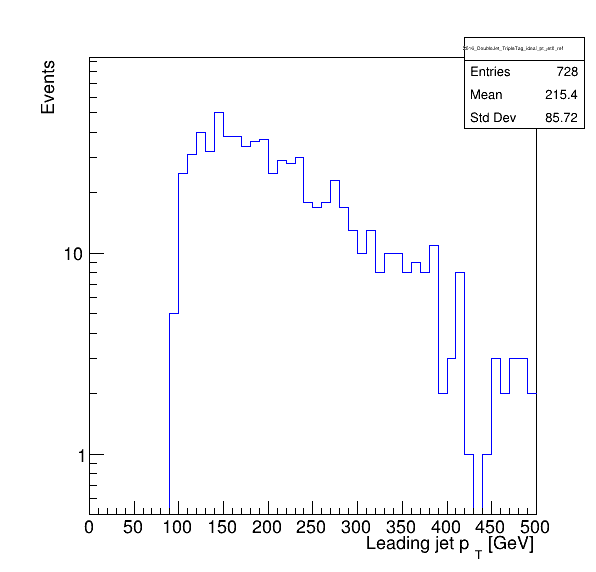 Events
2016_DoubleJet_TripleTag_ideal_pt_jet0_ref
Entries 728
Mean 215.4
Std Dev 85.72
10
1
0 50 100 150 200 250 300 350 400 450 500
Leading jet p T [GeV]